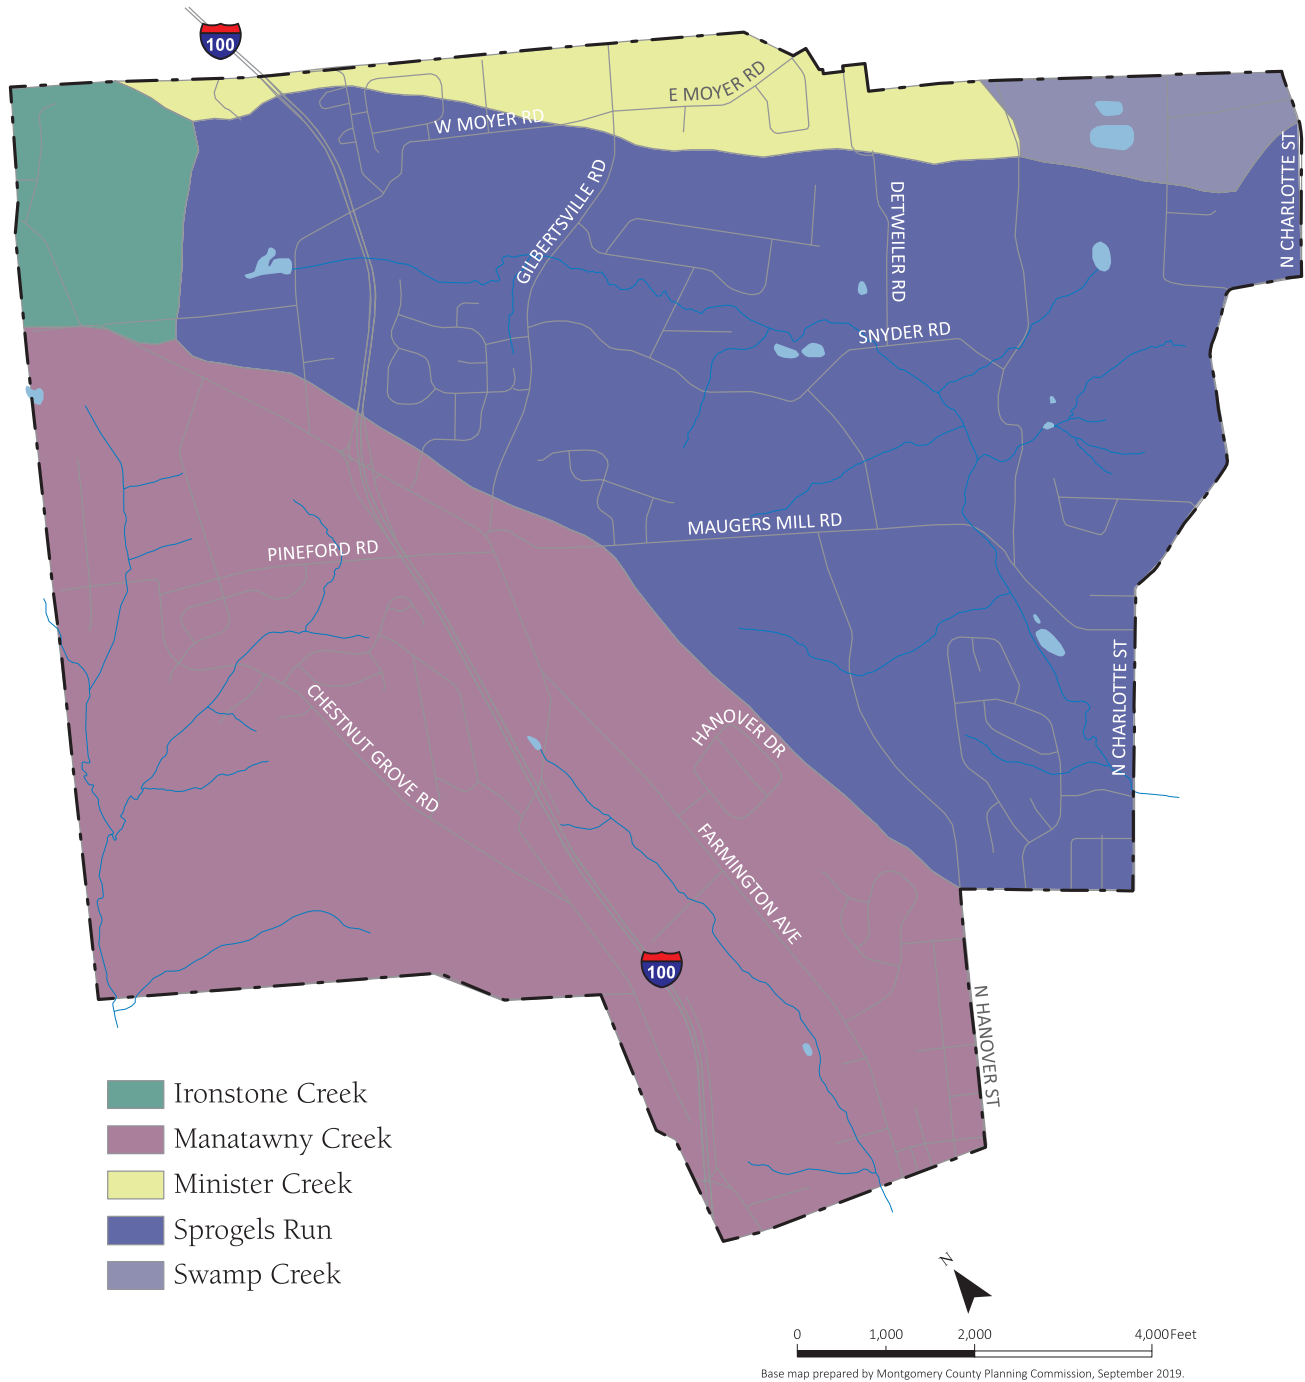 100
E MOYER RD
W MOYER RD
GILBERTSVILLE RD
DETWEILER RD
N CHARLOTTE ST
SNYDER RD
MAUGERS MILL RD
PINEFORD RD
N CHARLOTTE ST
CHESTNUT GROVE RD
HANOVER DR
FARMINGTON AVE
100
N HANOVER ST
Ironstone Creek
Manatawny Creek
Minister Creek
Sprogels Run
Swamp Creek
N
0 1,000 2,000 4,000 Feet
Base map prepared by Montgomery County Planning Commission, September 2019.